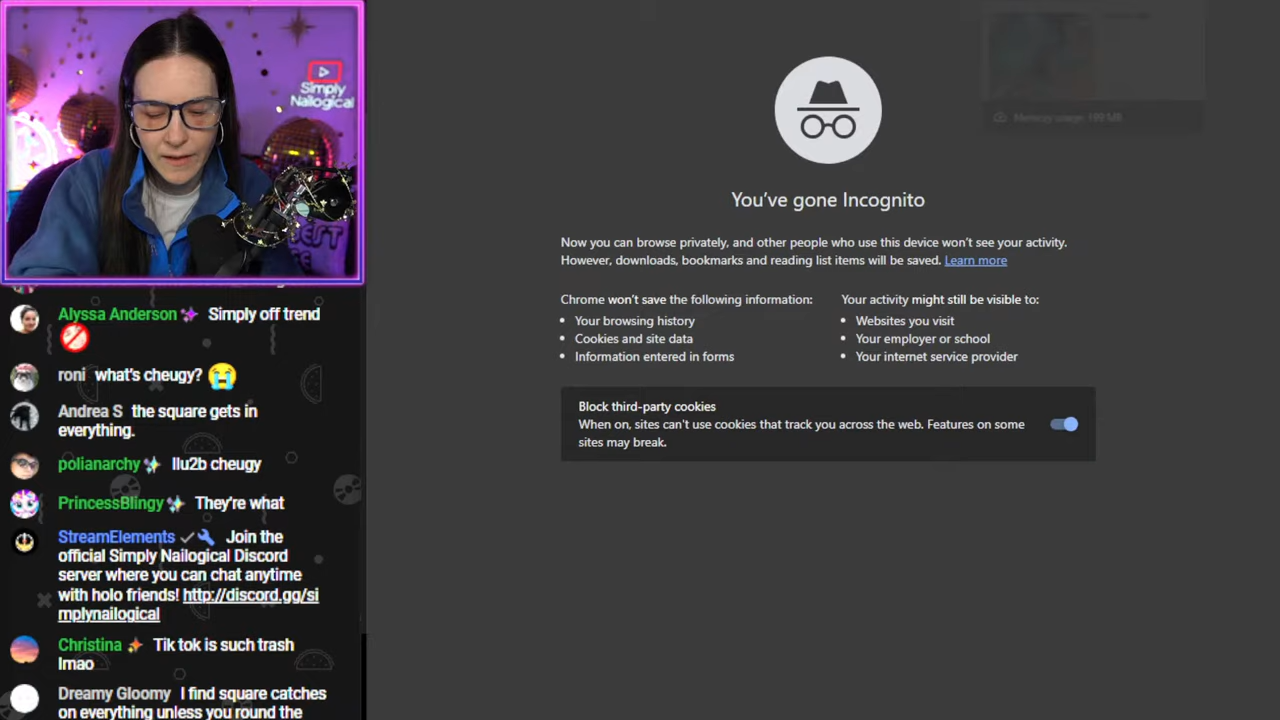 Simply
Nailogical
Memory usage: 199 MB
You've gone Incognito
Now you can browse privately, and other people who use this device won't see your activity.
However, downloads, bookmarks and reading list items will be saved. Learn more
Chrome won't save the following information:
Your browsing history
Cookies and site data
Information entered in forms
Your activity might still be visible to:
Websites you visit
Your employer or school
Your internet service provider
Block third-party cookies
When on, sites can't use cookies that track you across the web. Features on some
sites may break.
Alyssa Anderson Simply off trend
roni what's cheugy?
Andrea S the square gets in
everything.
polianarchy llu2b cheugy
PrincessBlingy They're what
StreamElements Join the
official Simply Nailogical Discord
server where you can chat anytime
with holo friends! http://discord.gg/si
mplynailogical
Christina Tik tok is such trash
lmao
Dreamy Gloomy I find square catches
on everything unless you round the